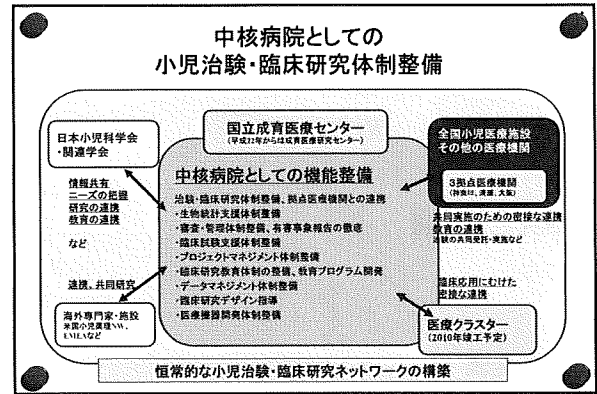 中核病院としての
小児治験・臨床研究体制整備
日本小児科学会
・関連学会
国立成育医療センター
(平成22年からは成育医療研究センター)
全国小児医療施設
その他の医療機関
3拠点医療機関
中核病院としての機能整備
治験・臨床研究体制整備、拠点医療機関との連携
・生物統計支援体制整備
・審査・管理体制整備、有害事象報告の徹底
・臨床試験支援体制整備
・プロジェクトマネジメント体制整備
・臨床研究教育体制の整備、教育プログラム開発
・データマネジメント体制整備
・臨床研究デザイン指導
・医療機器開発体制整備
情報共有
ニーズの把握
研究の連携
教育の連携
など
連携、共同研究
海外専門家・施設
米国小児薬理NW、
EMEAなど
共同実施のための密接な連携
教育の連携
治験の共同受託・実施など
臨床応用にむけた
密接な連携
医療クラスター
(2010年竣工予定)
恒常的な小児治験・臨床研究ネットワークの構築